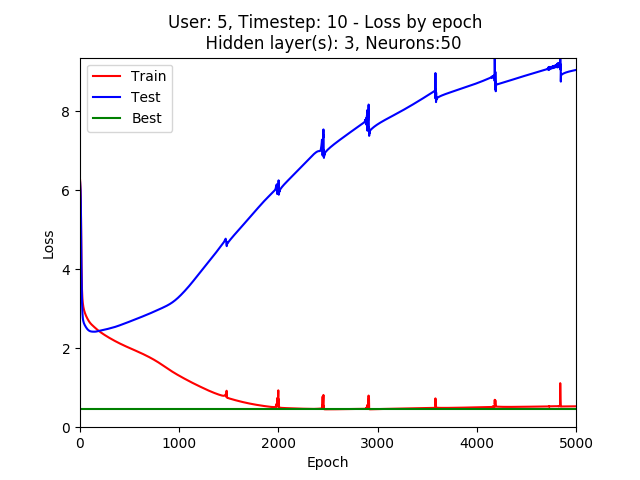 User: 5, Timestep: 10 - Loss by epoch
Hidden layer(s): 3, Neurons:50
Train
Test
Best
8
6
4
2
0
Loss
0 1000 2000 3000 4000 5000
Epoch